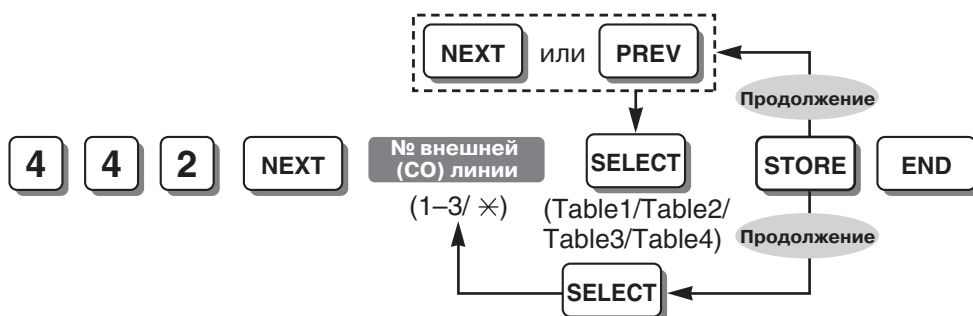 NEXT или PREV
Продолжение
4 4 2 NEXT № внешней (CO) линии SELECT STORE END
(1–3/ ✳) (Table1/Table2/
Table3/Table4)
Продолжение
SELECT